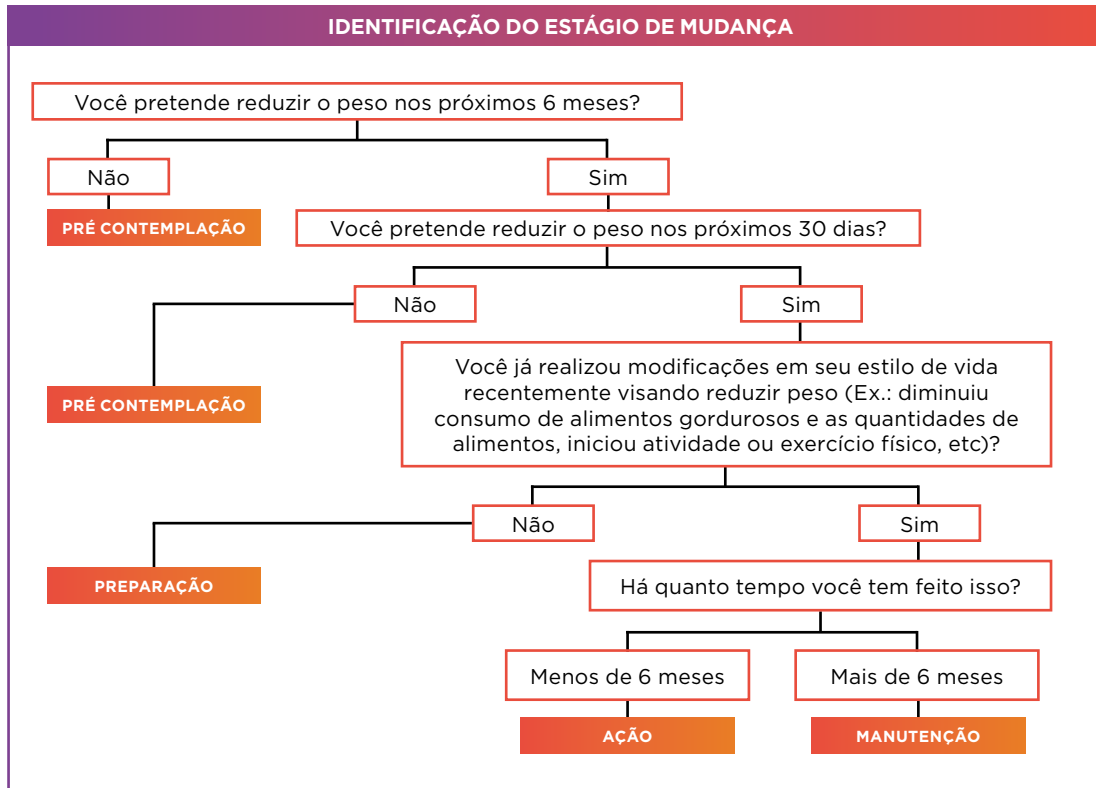 IDENTIFICAÇÃO DO ESTÁGIO DE MUDANÇA
Você pretende reduzir o peso nos próximos 6 meses?
Não
Sim
PRÉ CONTEMPLAÇÃO
Você pretende reduzir o peso nos próximos 30 dias?
Não
Sim
PRÉ CONTEMPLAÇÃO
Você já realizou modificações em seu estilo de vida
recentemente visando reduzir peso (Ex.: diminuiu
consumo de alimentos gordurosos e as quantidades de
alimentos, iniciou atividade ou exercício físico, etc)?
Não
Sim
PREPARAÇÃO
Há quanto tempo você tem feito isso?
Menos de 6 meses
Mais de 6 meses
AÇÃO
MANUTENÇÃO